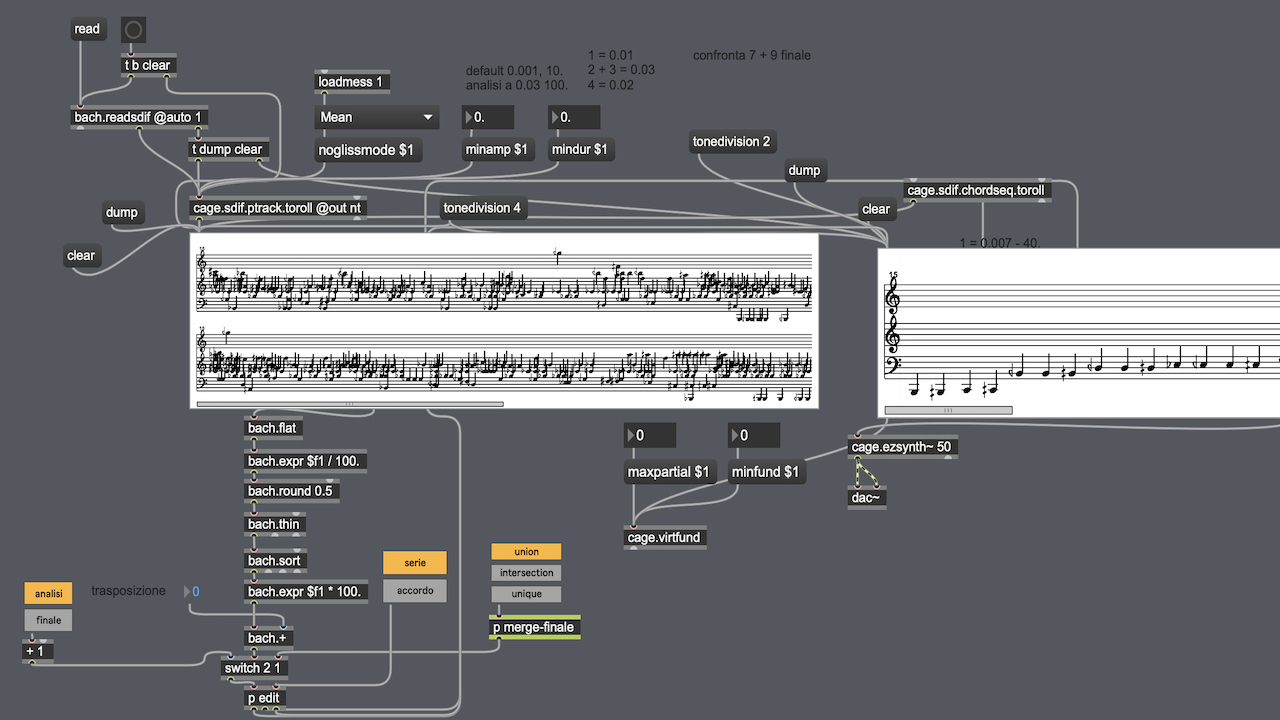 read
t b clear
bach.readsdif @auto 1
t dump clear
loadmess 1
Mean
noglissmode $1
default 0.001, 10.
analisi a 0.03 100.
1 = 0.01
2 + 3 = 0.03
4 = 0.02
confronta 7 + 9 finale
0.
0.
minamp $1
mindur $1
tonedivision 2
dump
cage.sdif.chordseq.toroll
clear
dump
cage.sdif.ptrack.toroll @out nt
tonedivision 4
clear
1 = 0.007 - 40.
15
15
15
bach.flat
bach.expr $f1 / 100.
bach.round 0.5
bach.thin
bach.sort
bach.expr $f1 * 100.
0
0
maxpartial $1
minfund $1
cage.ezsynth~ 50
dac~
cage.virtfund
serie
accordo
union
intersection
unique
p merge-finale
analisi
finale
+ 1
trasposizione
0
bach.+
switch 2 1
p edit